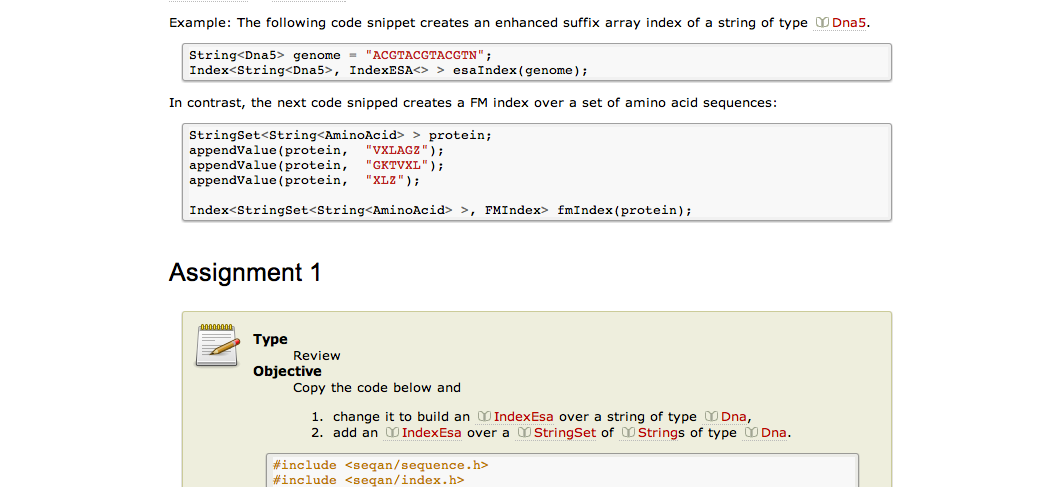 Example: The following code snippet creates an enhanced suffix array index of a string of type Dna5.
String<Dna5> genome = "ACGTACGTACGTN";
Index<String<Dna5>, IndexESA<> > esaIndex(genome);
In contrast, the next code snipped creates a FM index over a set of amino acid sequences:
StringSet<String<AminoAcid> > protein;
appendValue(protein,  "VXLAGZ");
appendValue(protein,  "GKTVXL");
appendValue(protein,  "XLZ");
Index<StringSet<String<AminoAcid> >, FMIndex> fmIndex(protein);
Assignment 1
Type
Review
Objective
Copy the code below and
1. change it to build an IndexEsa over a string of type Dna,
2. add an IndexEsa over a StringSet of Strings of type Dna.
#include <seqan/sequence.h>
#include <seqan/index.h>